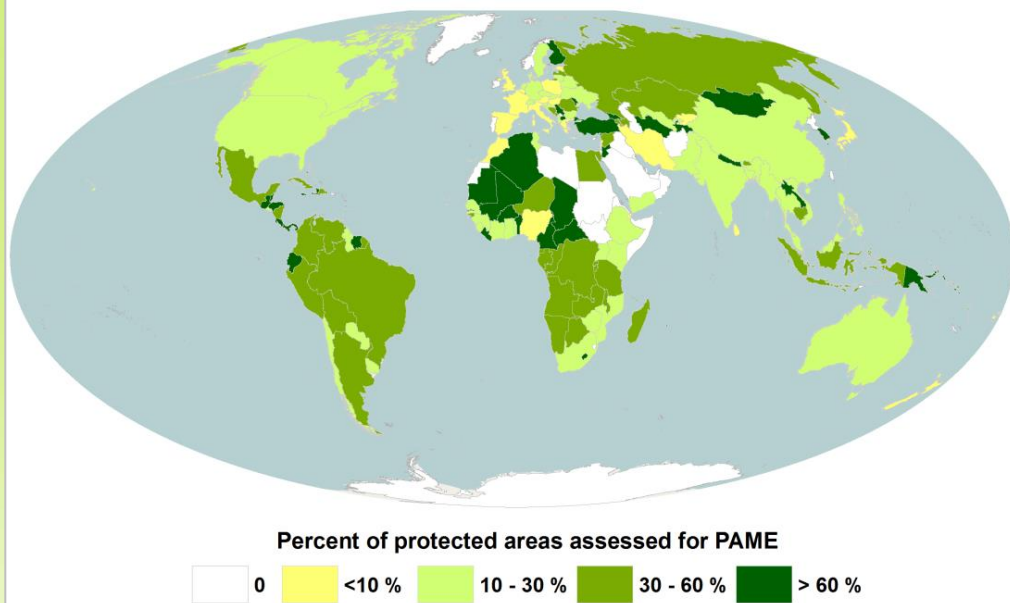 Percent of protected areas assessed for PAME
0 <10 % 10 - 30 % 30 - 60 % > 60 %